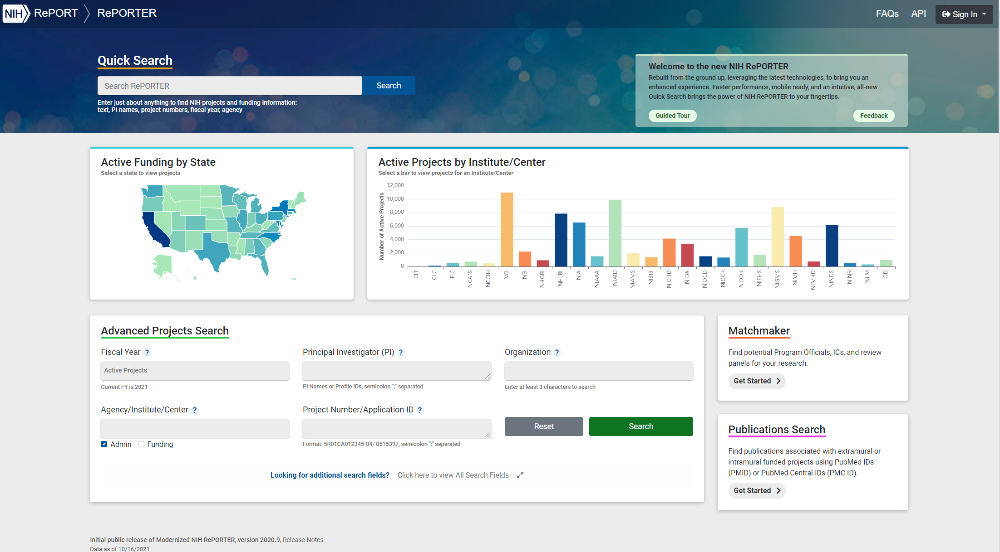 NIH RePORT RePORTER
FAQs API Sign In
Quick Search
Search RePORTER
Search
Enter just about anything to find NIH projects and funding information:
text, PI names, project numbers, fiscal year, agency
Welcome to the new NIH RePORTER
Rebuilt from the ground up, leveraging the latest technologies, to bring you an
enhanced experience. Faster performance, mobile ready, and an intuitive, all-new
Quick Search brings the power of NIH RePORTER to your fingertips.
Guided Tour
Feedback
Active Funding by State
Select a state to view projects
Active Projects by Institute/Center
Select a bar to view projects for an Institute/Center
Number of Active Projects
12,000
10,000
8,000
6,000
4,000
2,000
0
CIT
CLC
FIC
NCATS
NCCIH
NCI
NEI
NHGRI
NHLBI
NIA
NIAAA
NIAID
NIAMS
NIBIB
NICHD
NIDA
NIDCD
NIDCR
NIDDK
NIEHS
NIGMS
NIMH
NIMHD
NINDS
NINR
NLM
OD
Advanced Projects Search
Fiscal Year ?
Active Projects
Current FY is 2021
Principal Investigator (PI) ?
PI Names or Profile IDs, semicolon ";" separated
Organization ?
Enter at least 3 characters to search
Agency/Institute/Center ?
Admin Funding
Project Number/Application ID ?
Format: 5R01CA012345-04/ 8515397, semicolon ";" separated
Reset
Search
Looking for additional search fields? Click here to view All Search Fields
Matchmaker
Find potential Program Officials, ICs, and review
panels for your research.
Get Started
Publications Search
Find publications associated with extramural or
intramural funded projects using PubMed IDs
(PMID) or PubMed Central IDs (PMC ID).
Get Started
Initial public release of Modernized NIH RePORTER, version 2020.9, Release Notes
Data as of 10/16/2021